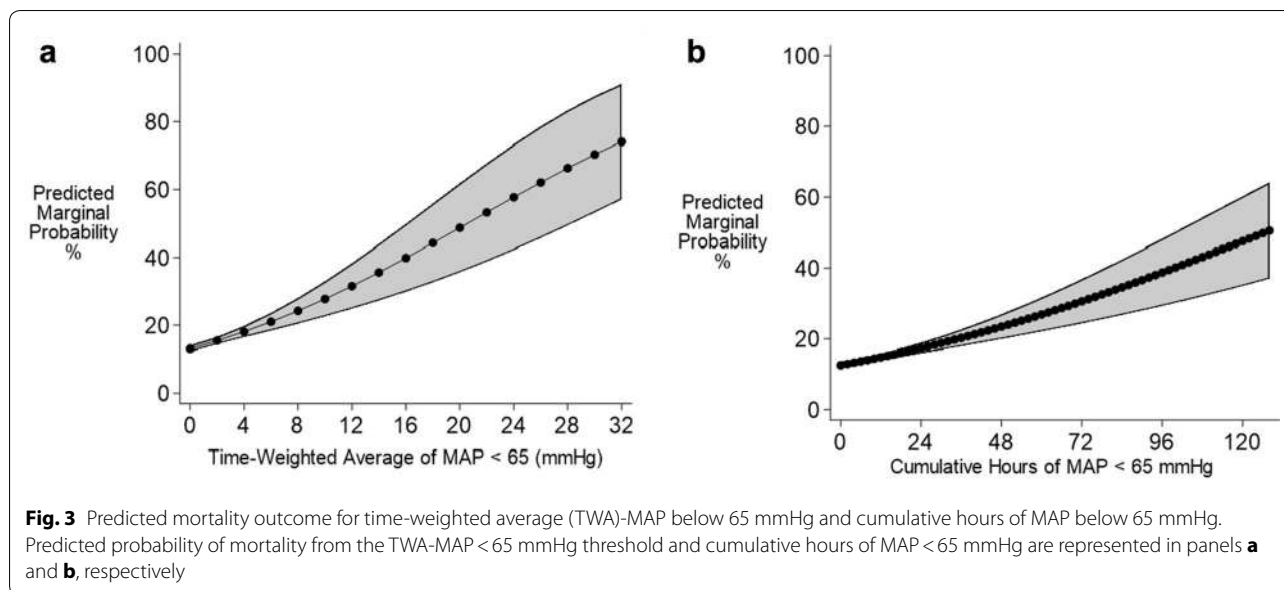 a
100
80
60
40
20
0
Predicted
Marginal
Probability
%
0 4 8 12 16 20 24 28 32
Time-Weighted Average of MAP < 65 (mmHg)
b
100
80
60
40
20
0
Predicted
Marginal
Probability
%
0 24 48 72 96 120
Cumulative Hours of MAP < 65 mmHg
Fig. 3 Predicted mortality outcome for time-weighted average (TWA)-MAP below 65 mmHg and cumulative hours of MAP below 65 mmHg.
Predicted probability of mortality from the TWA-MAP < 65 mmHg threshold and cumulative hours of MAP < 65 mmHg are represented in panels a
and b, respectively